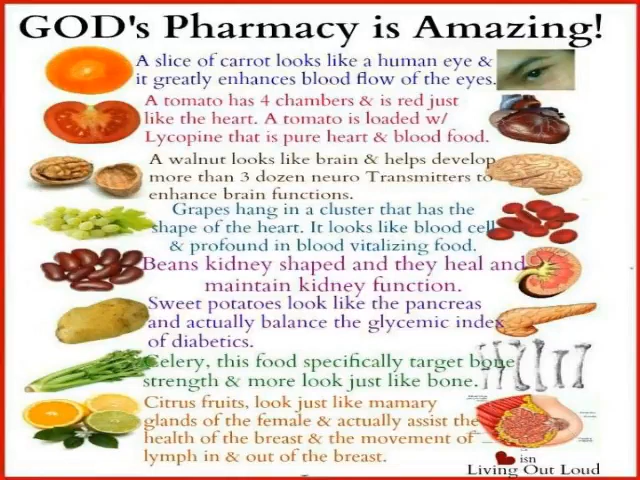 GOD's Pharmacy is Amazing!
A slice of carrot looks like a human eye &
it greatly enhances blood flow of the eyes.
A tomato has 4 chambers & is red just
like the heart. A tomato is loaded w/
Lycopine that is pure heart & blood food.
A walnut looks like brain & helps develop
more than 3 dozen neuro Transmitters to
enhance brain functions.
Grapes hang in a cluster that has the
shape of the heart. It looks like blood cell
& profound in blood vitalizing food.
Beans kidney shaped and they heal and
maintain kidney function.
Sweet potatoes look like the pancreas
and actually balance the glycemic index
of diabetics.
Celery, this food specifically target bone
strength & more look just like bone.
Citrus fruits, look just like mamary
glands of the female & actually assist the
health of the breast & the movement of
lymph in & out of the breast.
isn
Living Out Loud